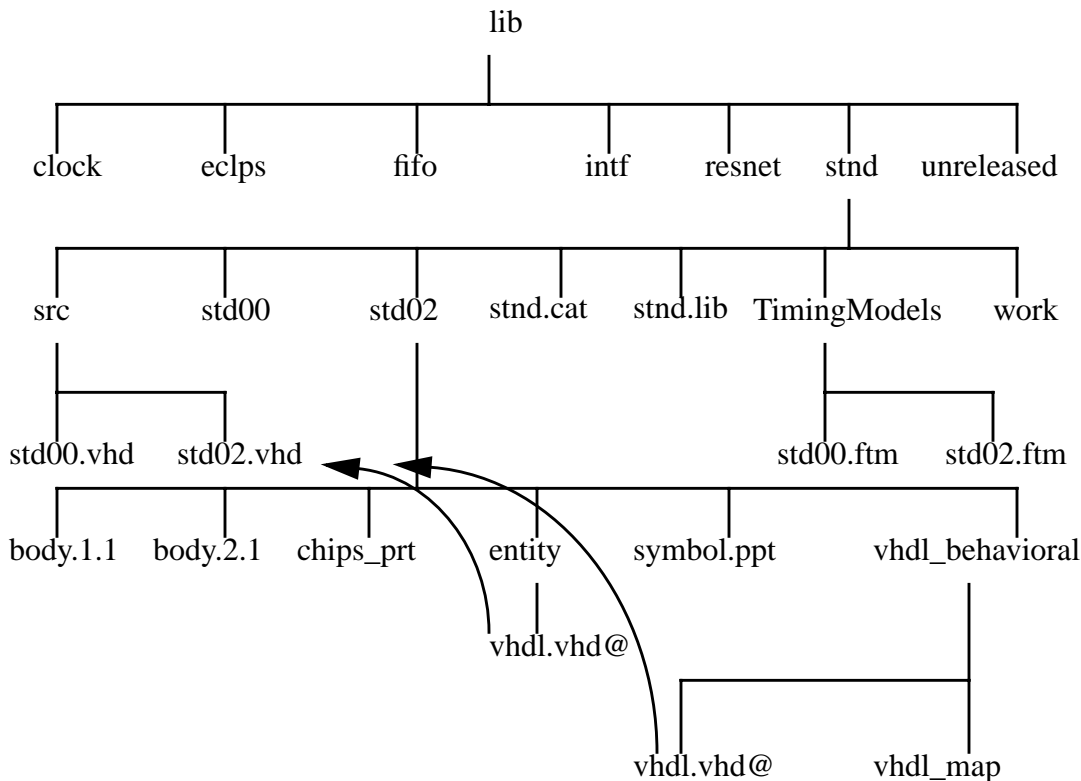 lib
clock eclps fifo intf resnet stnd unreleased
src std00 std02 stnd.cat stnd.lib TimingModels work
std00.vhd std02.vhd std00.ftm std02.ftm
body.1.1 body.2.1 chips_prt entity symbol.ppt vhdl_behavioral
vhdl.vhd@
vhdl.vhd@ vhdl_map